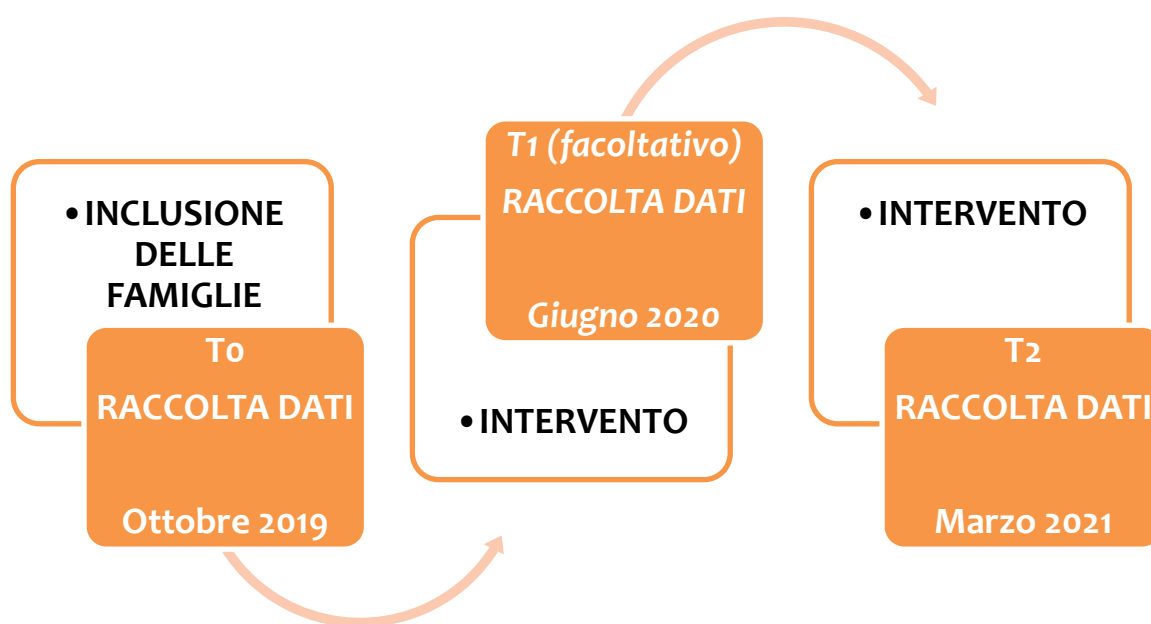 • INCLUSIONE
DELLE
FAMIGLIE
T0
RACCOLTA DATI
Ottobre 2019
T1 (facoltativo)
RACCOLTA DATI
Giugno 2020
• INTERVENTO
• INTERVENTO
T2
RACCOLTA DATI
Marzo 2021